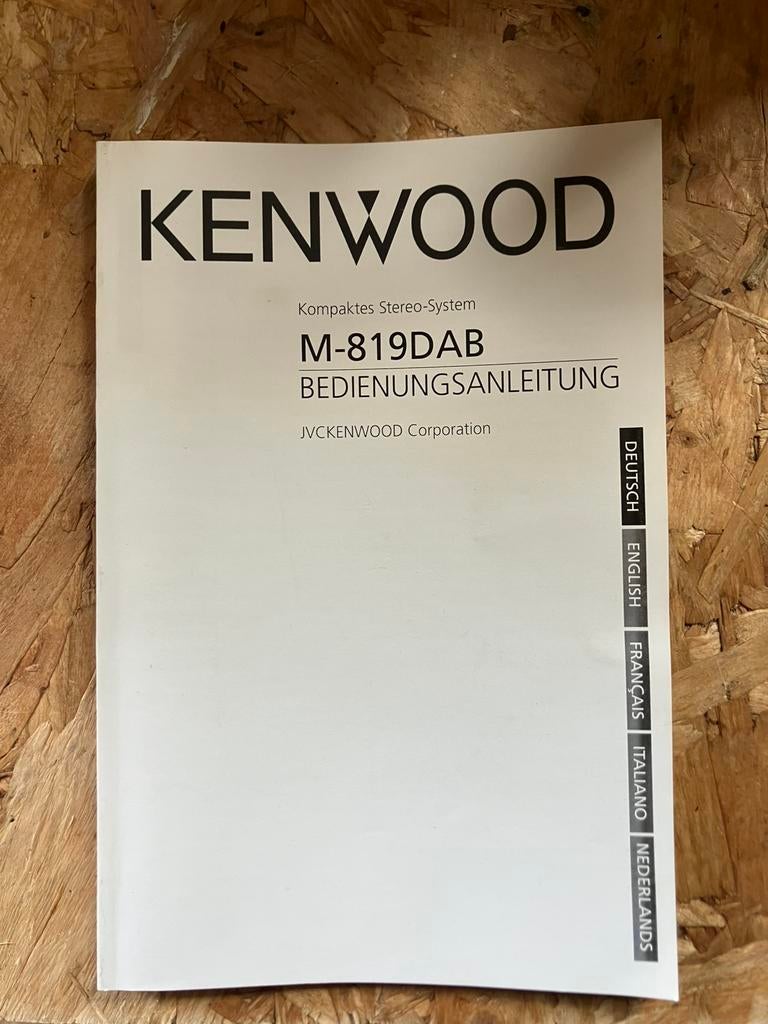 KENWOOD
Kompaktes Stereo-System
M-819DAB
BEDIENUNGSANLEITUNG
JVCKENWOOD Corporation
DEUTSCH
ENGLISH
FRANÇAIS
ITALIANO
NEDERLANDS